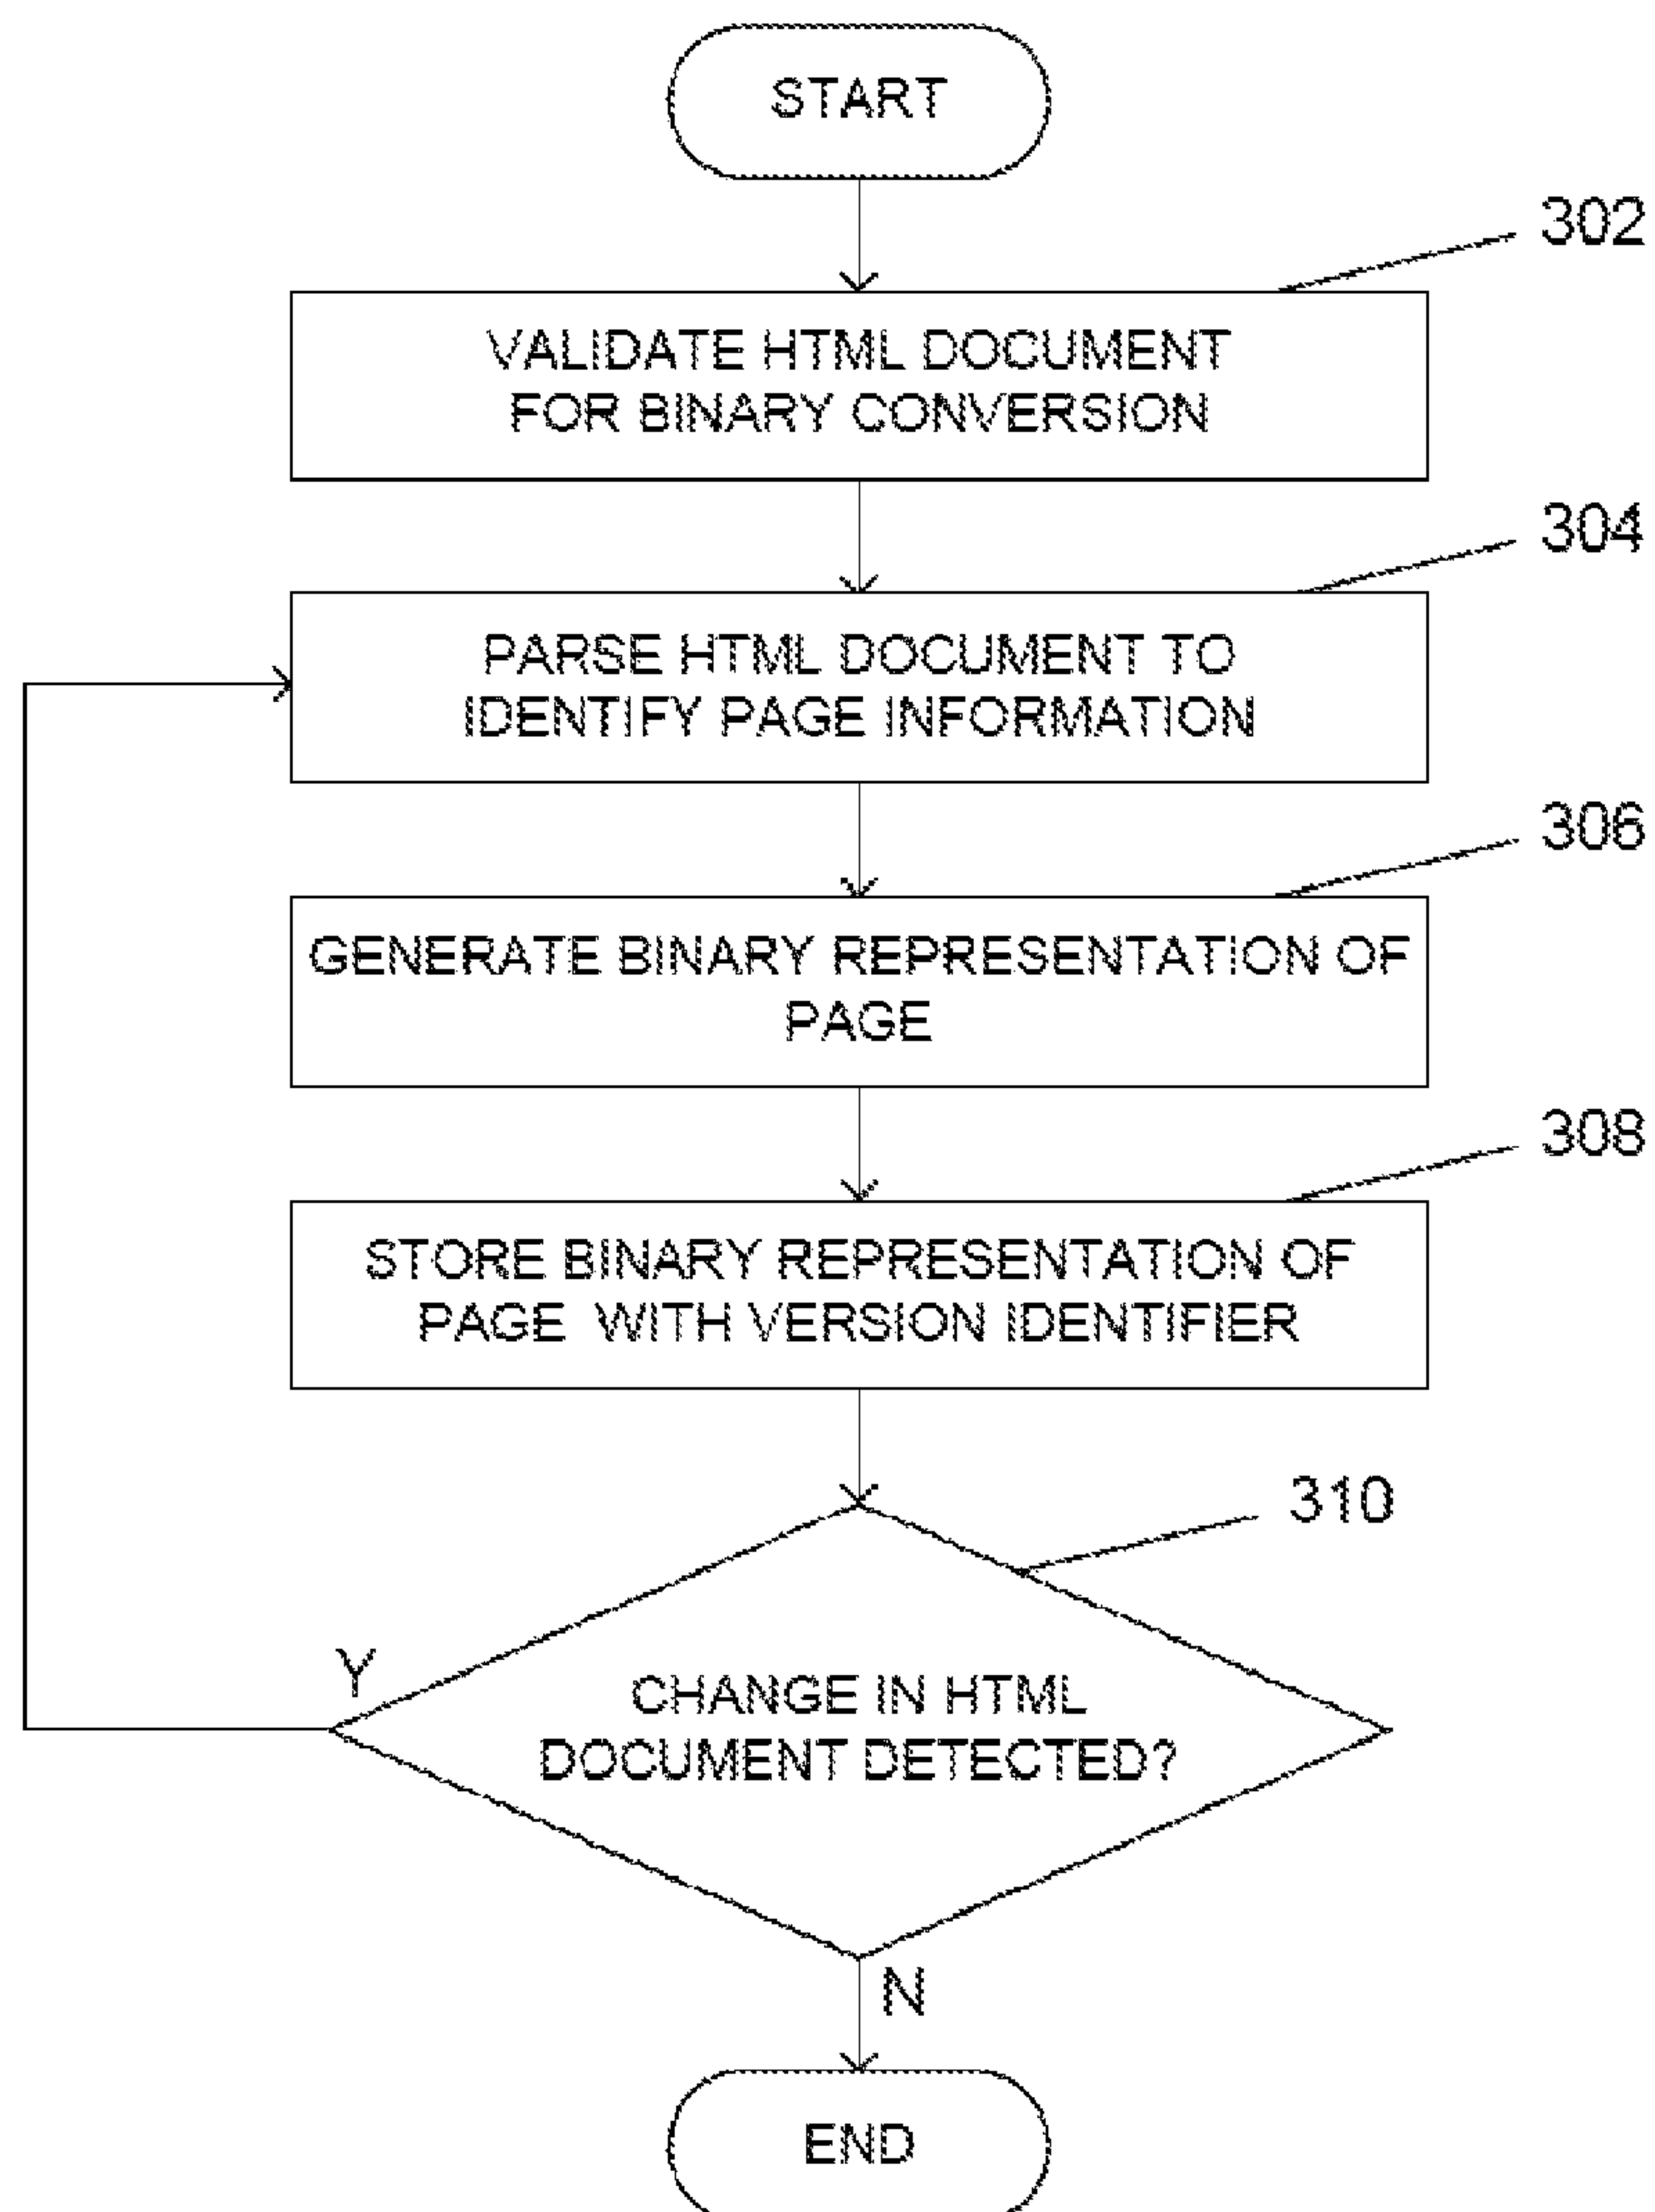 START
302
VALIDATE HTML DOCUMENT
FOR BINARY CONVERSION
304
PARSE HTML DOCUMENT TO
IDENTIFY PAGE INFORMATION
306
GENERATE BINARY REPRESENTATION OF
PAGE
308
STORE BINARY REPRESENTATION OF
PAGE WITH VERSION IDENTIFIER
310
Y
CHANGE IN HTML
DOCUMENT DETECTED?
N
END